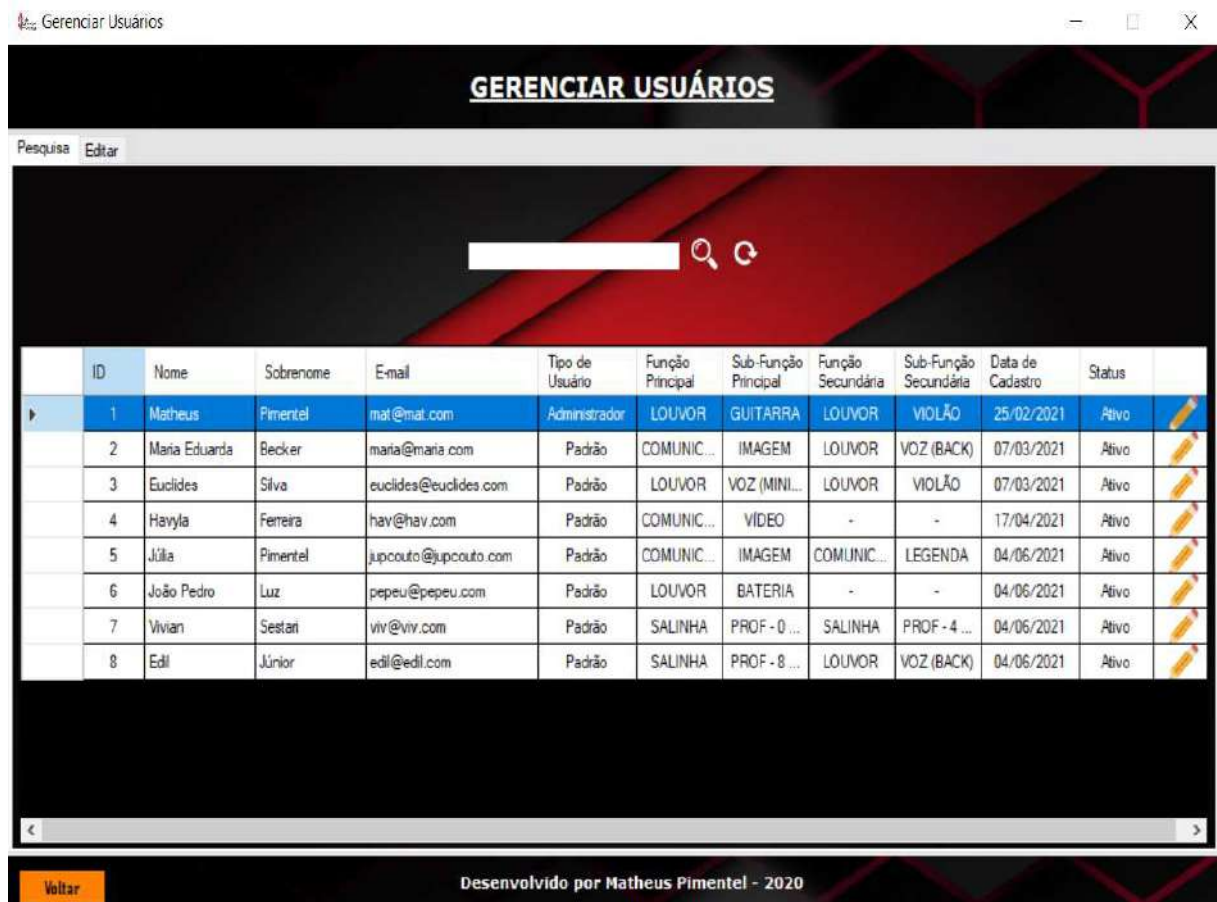 Gerenciar Usuários
GERENCIAR USUÁRIOS
Pesquisa Editar
ID Nome Sobrenome E-mail Tipo de Usuário Função Principal Sub-Função Principal Função Secundária Sub-Função Secundária Data de Cadastro Status
1 Matheus Pimentel mat@mat.com Administrador LOUVOR GUITARRA LOUVOR VIOLÃO 25/02/2021 Ativo
2 Maria Eduarda Becker maria@maria.com Padrão COMUNIC... IMAGEM LOUVOR VOZ (BACK) 07/03/2021 Ativo
3 Euclides Silva euclides@euclides.com Padrão LOUVOR VOZ (MINI... LOUVOR VIOLÃO 07/03/2021 Ativo
4 Havyla Ferreira hav@hav.com Padrão COMUNIC... VÍDEO - - 17/04/2021 Ativo
5 Júlia Pimentel jupcouto@jupcouto.com Padrão COMUNIC... IMAGEM COMUNIC... LEGENDA 04/06/2021 Ativo
6 João Pedro Luz pepeu@pepeu.com Padrão LOUVOR BATERIA - - 04/06/2021 Ativo
7 Vivian Sestari viv@viv.com Padrão SALINHA PROF - 0 ... SALINHA PROF - 4 ... 04/06/2021 Ativo
8 Edil Júnior edil@edil.com Padrão SALINHA PROF - 8 ... LOUVOR VOZ (BACK) 04/06/2021 Ativo
Voltar Desenvolvido por Matheus Pimentel - 2020